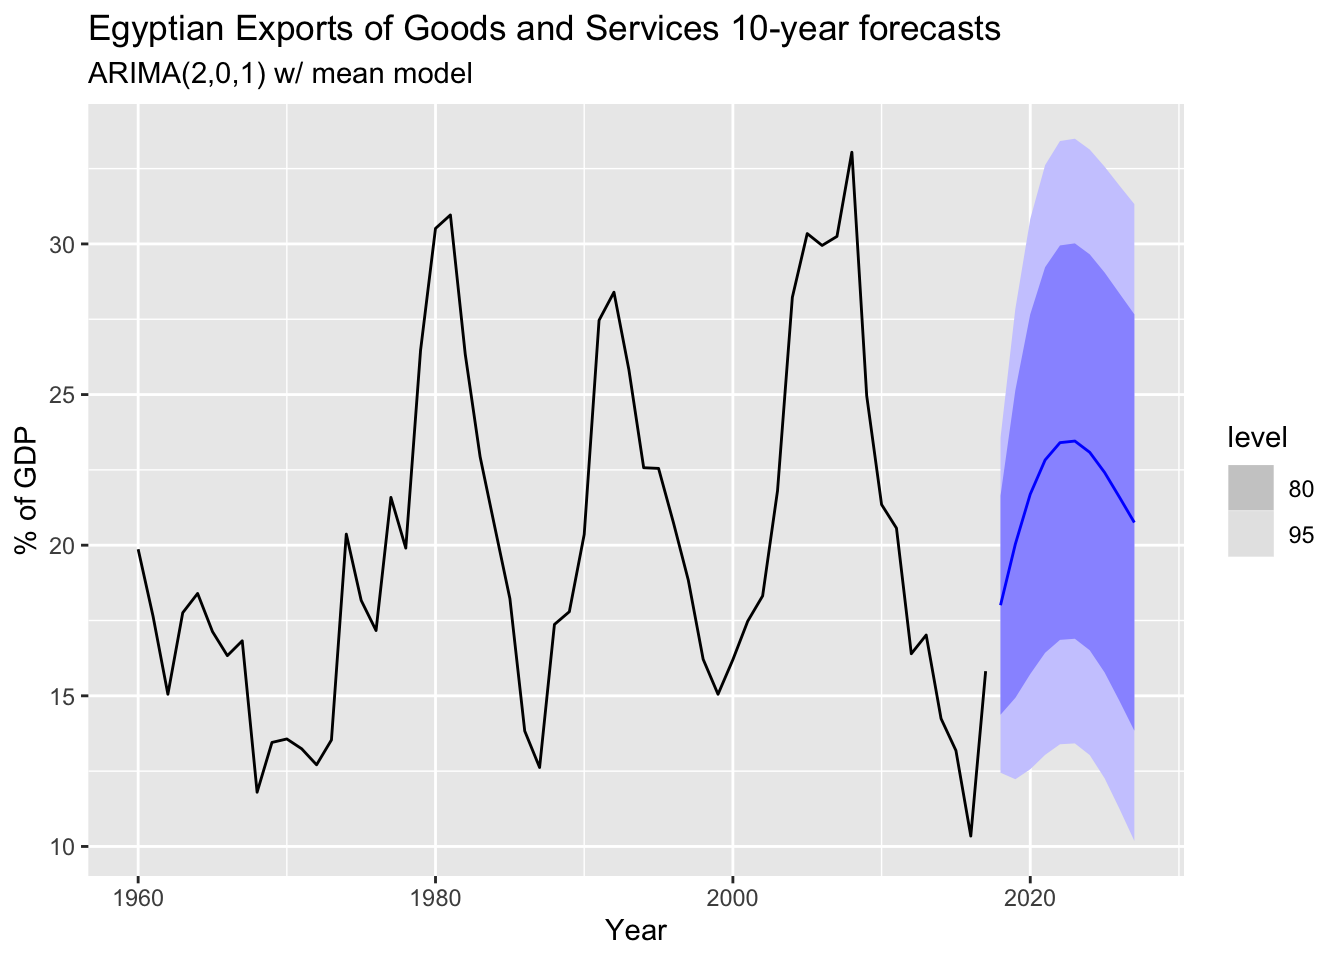 Egyptian Exports of Goods and Services 10-year forecasts
ARIMA(2,0,1) w/ mean model
% of GDP
30
25
20
15
10
1960
1980
2000
2020
Year
level
80
95